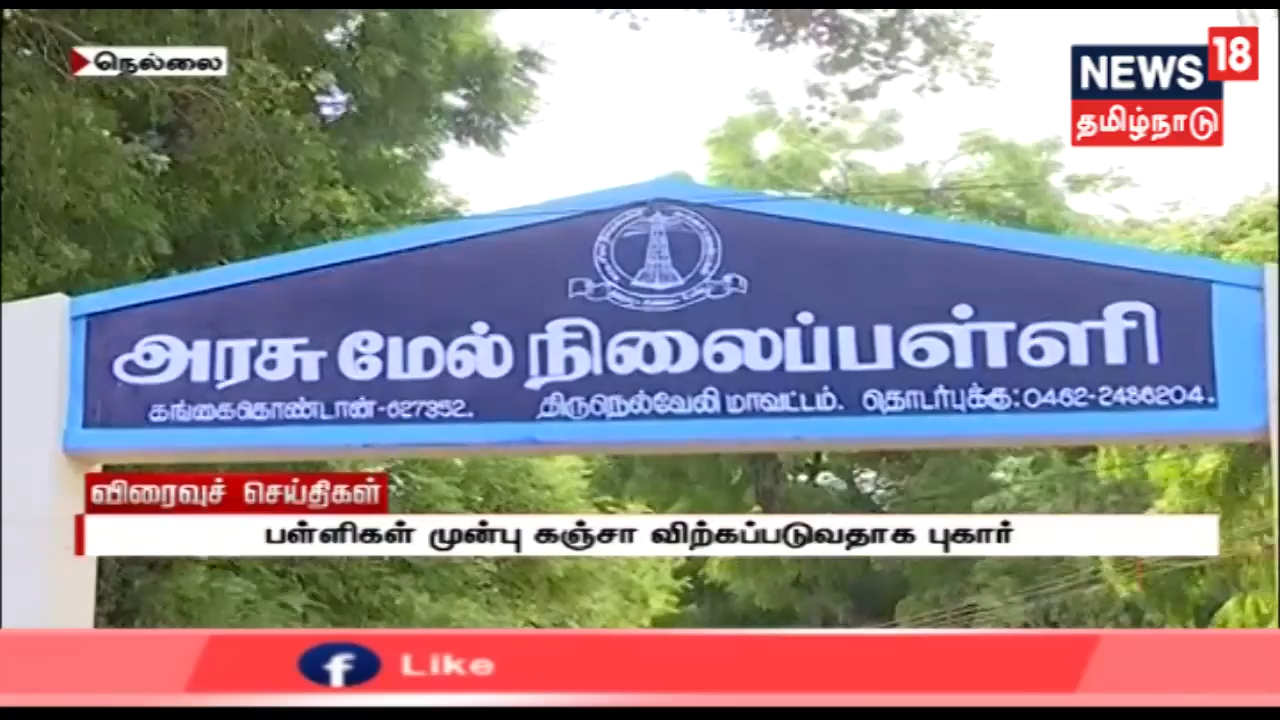 நெல்லை
NEWS 18
தமிழ்நாடு
அரசு மேல் நிலைப்பள்ளி
கங்கைகொண்டான்-627352. திருநெல்வேலி மாவட்டம். தொடர்புக்கு:0462-2486204.
விரைவுச் செய்திகள்
பள்ளிகள் முன்பு கஞ்சா விற்கப்படுவதாக புகார்
f Like